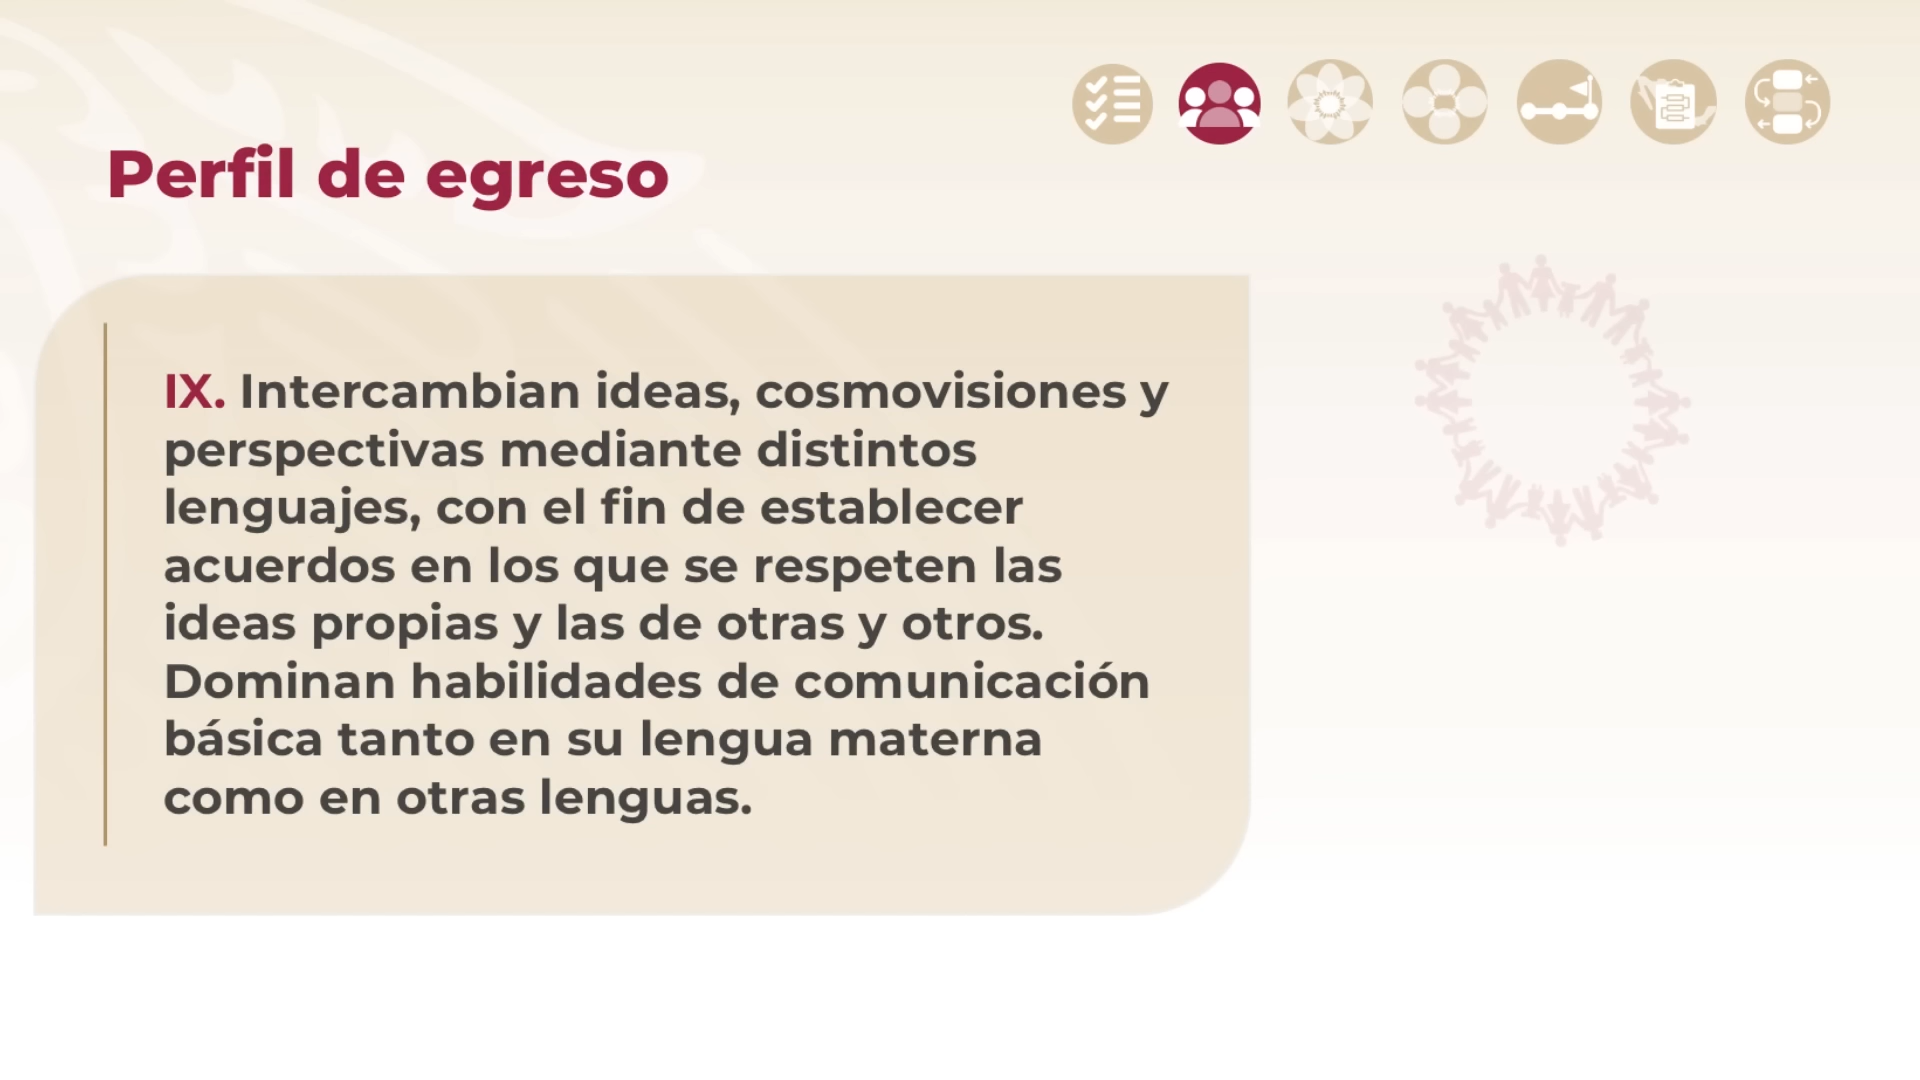 Perfil de egreso
IX. Intercambian ideas, cosmovisiones y
perspectivas mediante distintos
lenguajes, con el fin de establecer
acuerdos en los que se respeten las
ideas propias y las de otras y otros.
Dominan habilidades de comunicación
básica tanto en su lengua materna
como en otras lenguas.